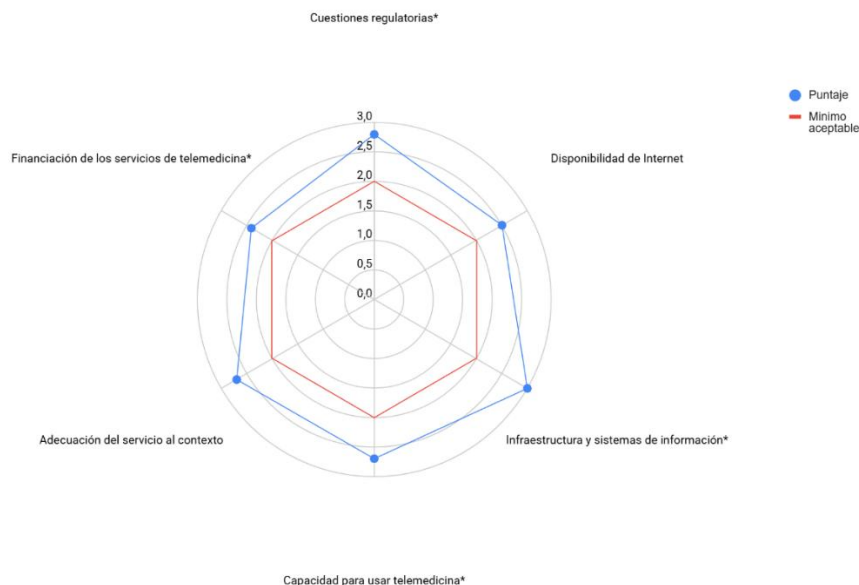 Cuestiones regulatorias*
Puntaje
Minimo
aceptable
3,0
Financiación de los servicios de telemedicina*
2,5
Disponibilidad de Internet
2,0
1,5
1,0
0,5
0,0
Adecuación del servicio al contexto
Infraestructura y sistemas de información*
Capacidad para usar telemedicina*